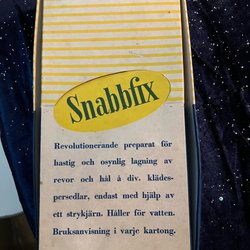 Snabbfix
Revolutionerande preparat för
hastig och osynlig lagning av
revor och hål å div. klädes-
persedlar, endast med hjälp av
ett strykjärn. Håller för vatten.
Bruksanvisning i varje kartong.